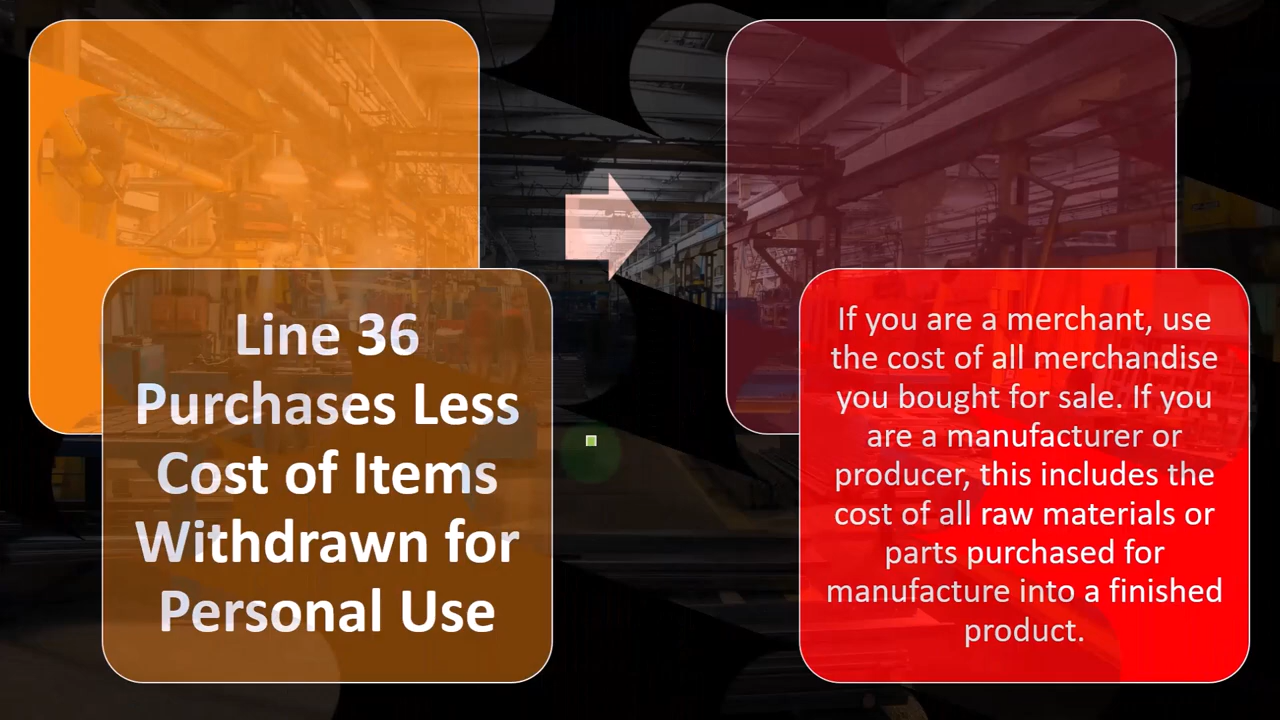 Line 36
Purchases Less
Cost of Items
Withdrawn for
Personal Use
If you are a merchant, use
the cost of all merchandise
you bought for sale. If you
are a manufacturer or
producer, this includes the
cost of all raw materials or
parts purchased for
manufacture into a finished
product.